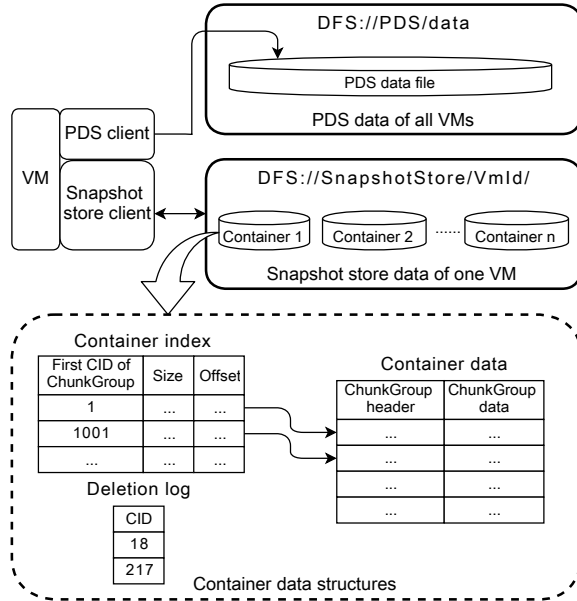 DFS://PDS/data
PDS data file
PDS data of all VMs
VM
PDS client
Snapshot
store client
DFS://SnapshotStore/VmId/
Container 1
Container 2
......
Container n
Snapshot store data of one VM
Container index
First CID of
ChunkGroup
Size
Offset
1
...
...
1001
...
...
...
...
...
Container data
ChunkGroup
header
ChunkGroup
data
...
...
...
...
...
...
...
...
Deletion log
CID
18
217
Container data structures